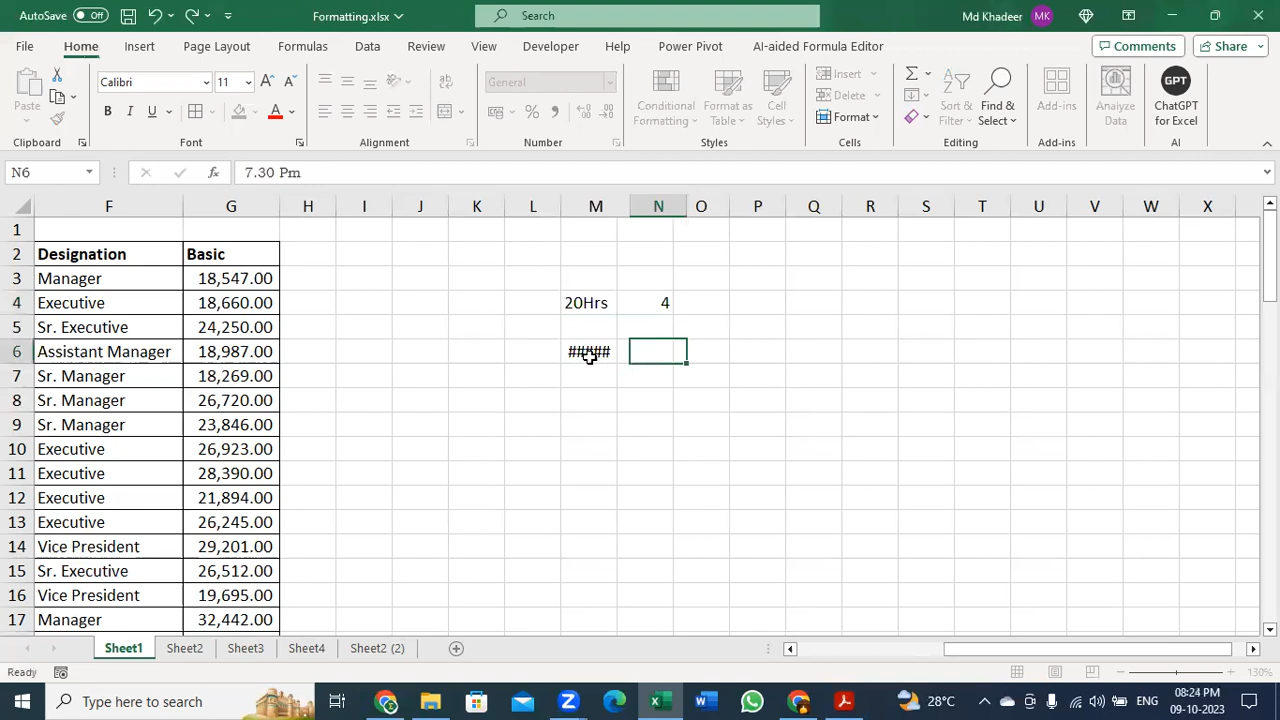 AutoSave Off Formatting.xlsx Search Md Khadeer MK
File Home Insert Page Layout Formulas Data Review View Developer Help Power Pivot AI-aided Formula Editor Comments Share
Paste Calibri 11 General Conditional Formatting Format as Table Cell Styles Insert Delete Format Sort & Filter Find & Select Add-ins Analyze Data GPT ChatGPT for Excel
Clipboard Font Alignment Number Styles Cells Editing Add-ins AI
N6 fx 7.30 Pm
F G H I J K L M N O P Q R S T U V W X
1
2 Designation Basic
3 Manager 18,547.00
4 Executive 18,660.00 20Hrs 4
5 Sr. Executive 24,250.00
6 Assistant Manager 18,987.00 #####
7 Sr. Manager 18,269.00
8 Sr. Manager 26,720.00
9 Sr. Manager 23,846.00
10 Executive 26,923.00
11 Executive 28,390.00
12 Executive 21,894.00
13 Executive 26,245.00
14 Vice President 29,201.00
15 Sr. Executive 26,512.00
16 Vice President 19,695.00
17 Manager 32,442.00
Sheet1 Sheet2 Sheet3 Sheet4 Sheet2 (2)
Ready 130%
Type here to search 28°C ENG 08:24 PM
09-10-2023